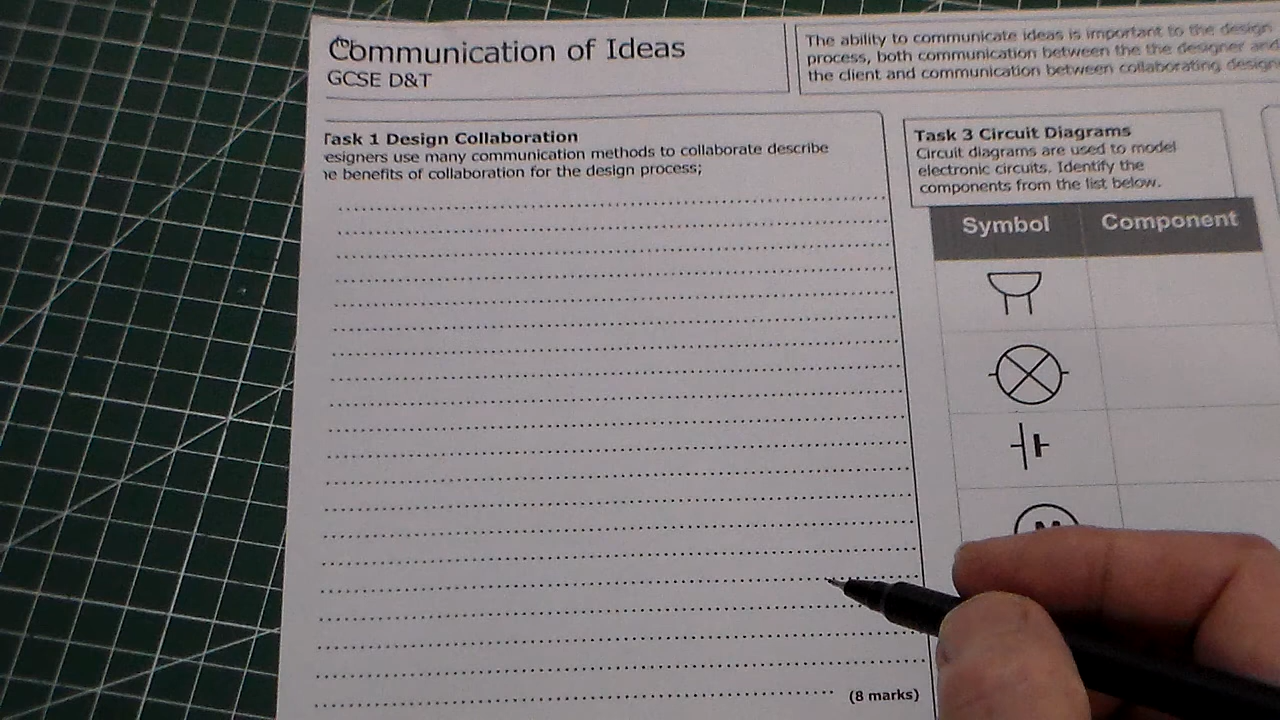 Communication of Ideas
GCSE D&T
The ability to communicate ideas is important to the design
process, both communication between the the designer and
the client and communication between collaborating design
Task 1 Design Collaboration
esigners use many communication methods to collaborate describe
he benefits of collaboration for the design process;
(8 marks)
Task 3 Circuit Diagrams
Circuit diagrams are used to model
electronic circuits. Identify the
components from the list below.
Symbol Component
M